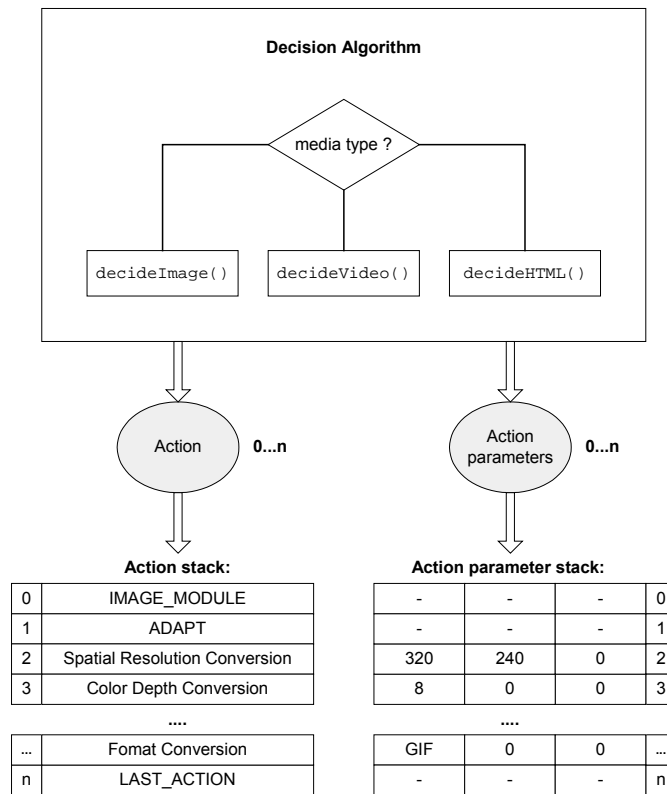 Decision Algorithm
media type ?
decideImage() decideVideo() decideHTML()
Action 0...n
Action
parameters 0...n
Action stack: Action parameter stack:
0 IMAGE_MODULE - - - 0
1 ADAPT - - - 1
2 Spatial Resolution Conversion 320 240 0 2
3 Color Depth Conversion 8 0 0 3
.... ....
... Fomat Conversion GIF 0 0 ...
n LAST_ACTION - - - n